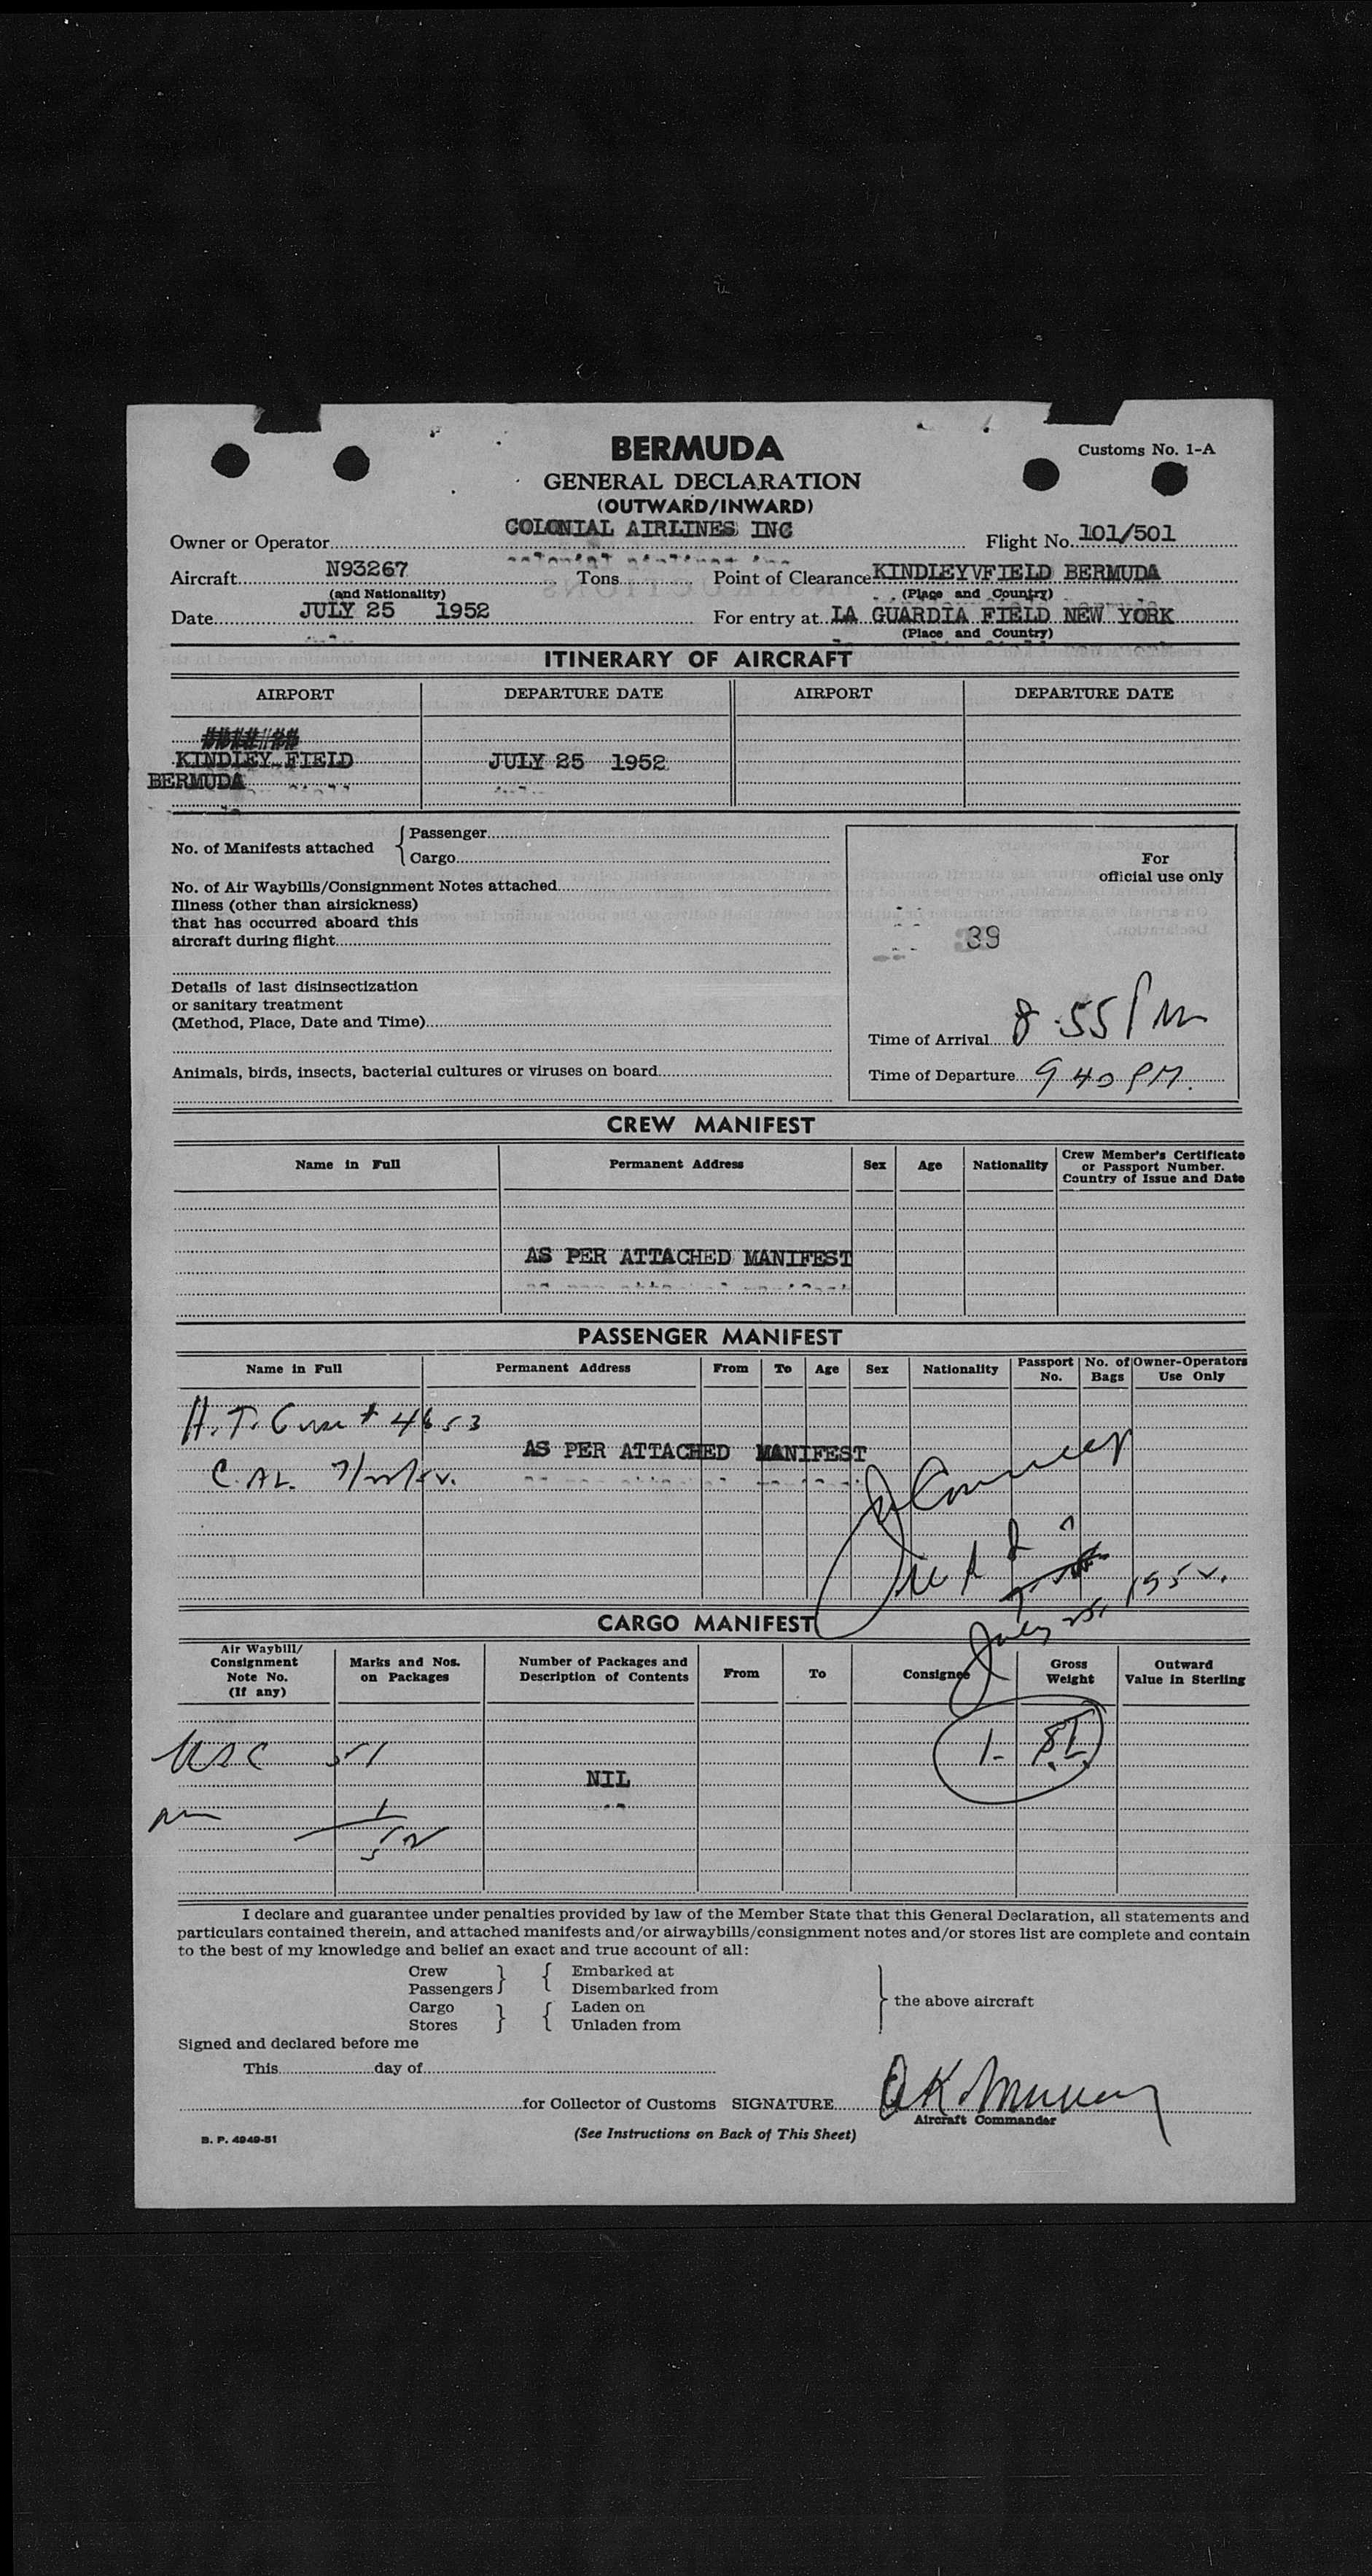 BERMUDA
Customs No. 1-A
GENERAL DECLARATION
(OUTWARD/INWARD)
Owner or Operator COLONIAL AIRLINES INC Flight No. 101/501
Aircraft N93267 Tons Point of Clearance KINDLEYVFIELD BERMUDA
(and Nationality) (Place and Country)
Date JULY 25 1952 For entry at LA GUARDIA FIELD NEW YORK
(Place and Country)
ITINERARY OF AIRCRAFT
AIRPORT DEPARTURE DATE AIRPORT DEPARTURE DATE
KINDLEY FIELD JULY 25 1952
BERMUDA
No. of Manifests attached { Passenger
Cargo
No. of Air Waybills/Consignment Notes attached
Illness (other than airsickness)
that has occurred aboard this
aircraft during flight
Details of last disinsectization
or sanitary treatment
(Method, Place, Date and Time)
Animals, birds, insects, bacterial cultures or viruses on board
For
official use only
39
Time of Arrival 8.55 PM
Time of Departure 9 40 PM.
CREW MANIFEST
Name in Full Permanent Address Sex Age Nationality Crew Member's Certificate
or Passport Number.
Country of Issue and Date
AS PER ATTACHED MANIFEST
PASSENGER MANIFEST
Name in Full Permanent Address From To Age Sex Nationality Passport No. No. of Bags Owner-Operators Use Only
H. T. 4653
AS PER ATTACHED MANIFEST
C.AL.
July 25, 1952.
CARGO MANIFEST
Air Waybill/
Consignment
Note No.
(If any)
Marks and Nos.
on Packages
Number of Packages and
Description of Contents
From To Consignee
Gross
Weight
Outward
Value in Sterling
USC 51
1
NIL
1
52
I declare and guarantee under penalties provided by law of the Member State that this General Declaration, all statements and
particulars contained therein, and attached manifests and/or airwaybills/consignment notes and/or stores list are complete and contain
to the best of my knowledge and belief an exact and true account of all:
Crew } { Embarked at
Passengers Disembarked from
Cargo } { Laden on } the above aircraft
Stores Unladen from
Signed and declared before me
This day of
for Collector of Customs SIGNATURE
Aircraft Commander
B. P. 4949-51
(See Instructions on Back of This Sheet)